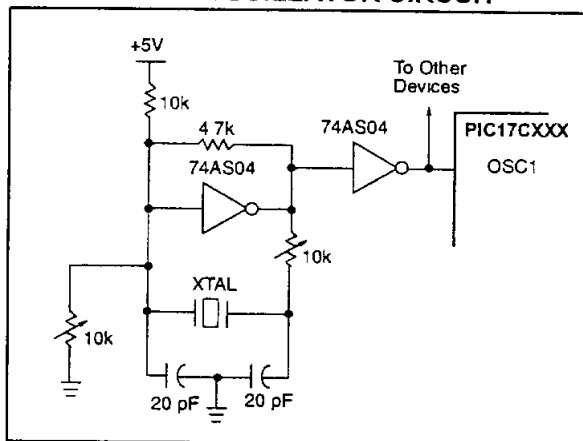 OSCILLATOR CIRCUIT
+5V
To Other
Devices
10k
4 7k
74AS04
PIC17CXXX
74AS04
OSC1
10k
XTAL
10k
20 pF
20 pF